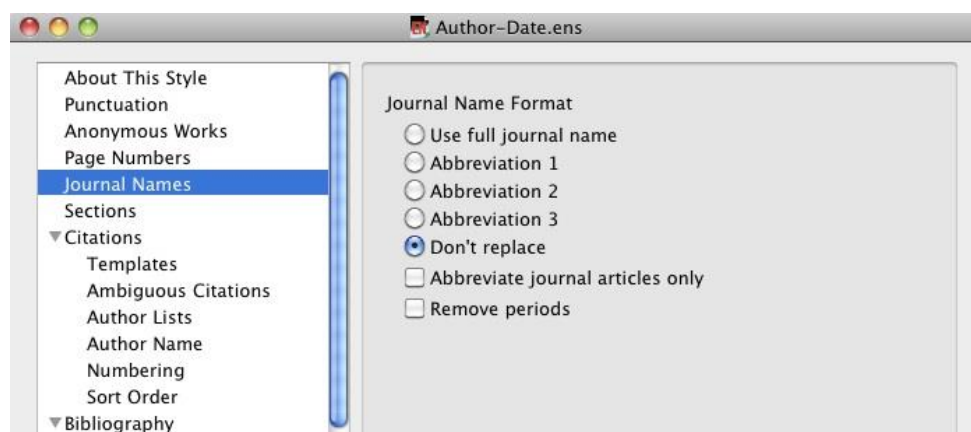 Author-Date.ens
About This Style
Punctuation
Anonymous Works
Page Numbers
Journal Names
Sections
Citations
Templates
Ambiguous Citations
Author Lists
Author Name
Numbering
Sort Order
Bibliography
Journal Name Format
Use full journal name
Abbreviation 1
Abbreviation 2
Abbreviation 3
Don't replace
Abbreviate journal articles only
Remove periods